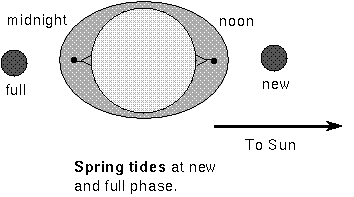 midnight
noon
full
new
To Sun
Spring tides at new
and full phase.